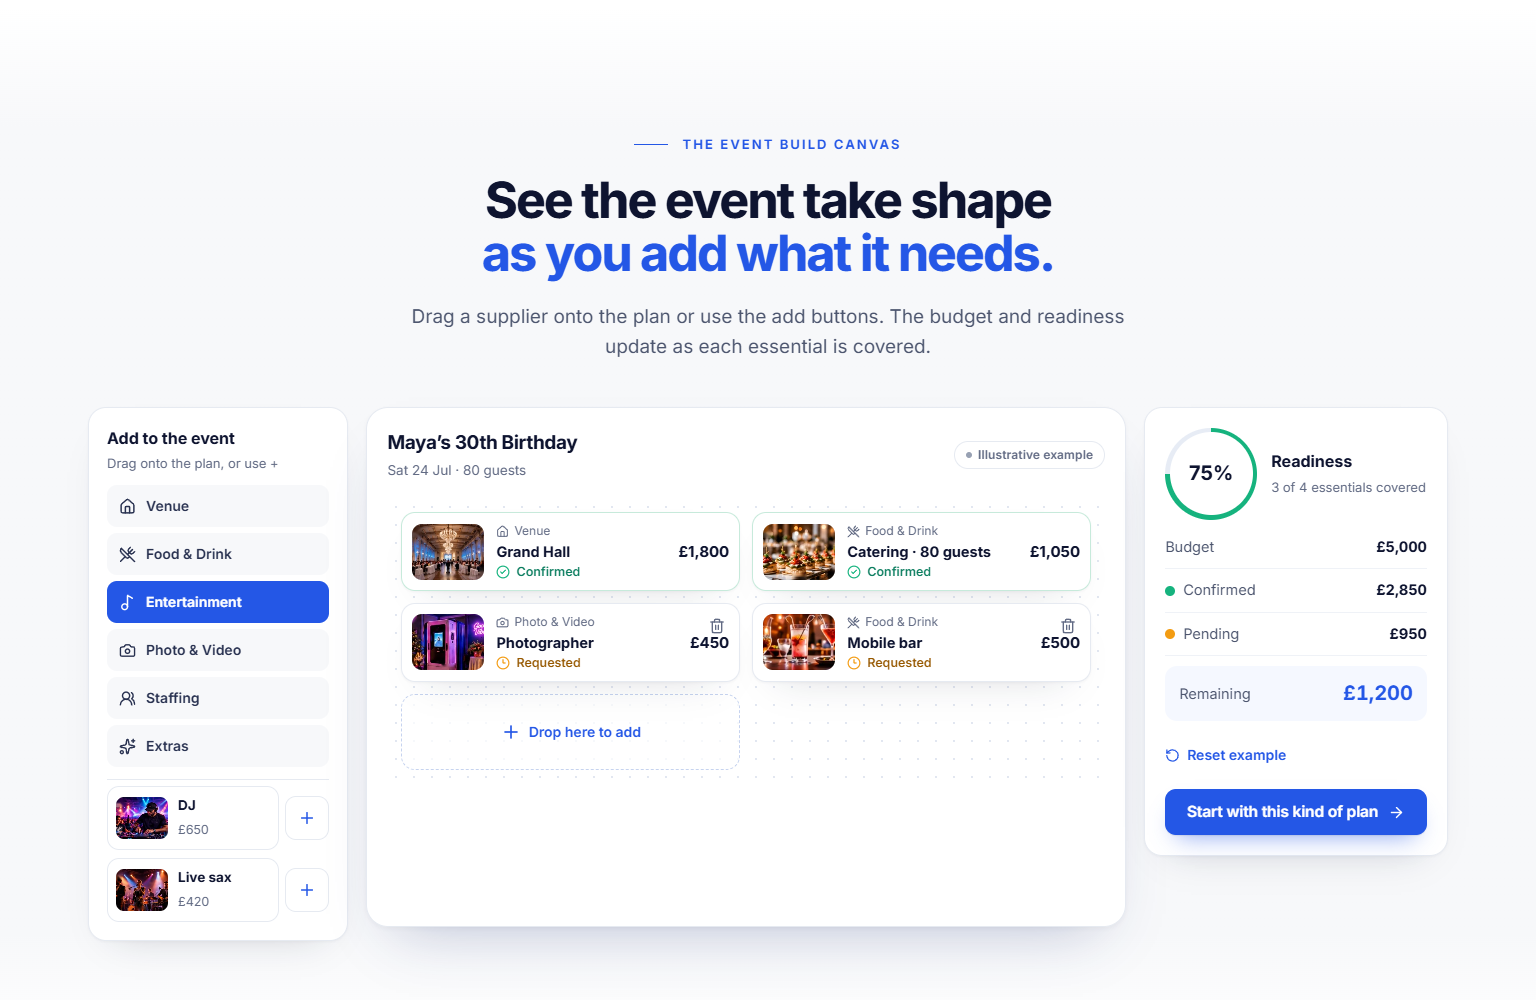 THE EVENT BUILD CANVAS
See the event take shape
as you add what it needs.
Drag a supplier onto the plan or use the add buttons. The budget and readiness
update as each essential is covered.
Add to the event
Drag onto the plan, or use +
Venue
Food & Drink
Entertainment
Photo & Video
Staffing
Extras
DJ
£650
Live sax
£420
Maya’s 30th Birthday
Sat 24 Jul · 80 guests
Illustrative example
Venue
Grand Hall
£1,800
Confirmed
Food & Drink
Catering · 80 guests
£1,050
Confirmed
Photo & Video
Photographer
£450
Requested
Food & Drink
Mobile bar
£500
Requested
Drop here to add
75%
Readiness
3 of 4 essentials covered
Budget
£5,000
Confirmed
£2,850
Pending
£950
Remaining
£1,200
Reset example
Start with this kind of plan